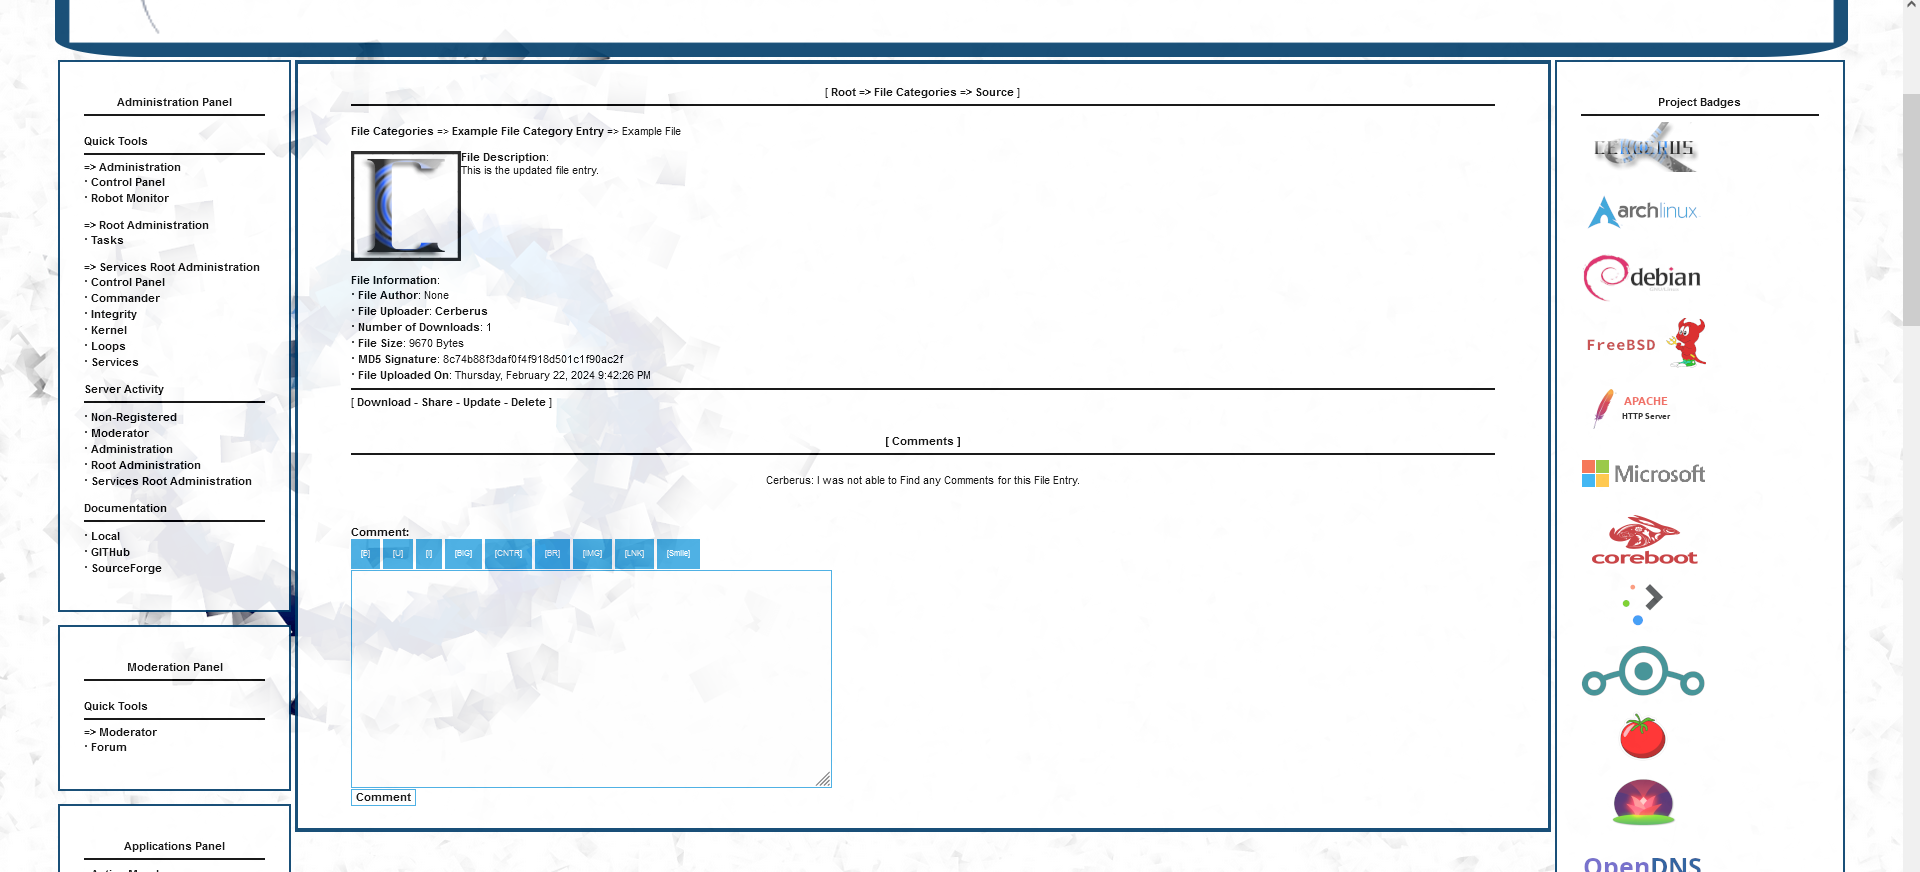 Administration Panel
Quick Tools
=> Administration
· Control Panel
· Robot Monitor
=> Root Administration
· Tasks
=> Services Root Administration
· Control Panel
· Commander
· Integrity
· Kernel
· Loops
· Services
Server Activity
· Non-Registered
· Moderator
· Administration
· Root Administration
· Services Root Administration
Documentation
· Local
· GITHub
· SourceForge
Moderation Panel
Quick Tools
=> Moderator
· Forum
Applications Panel
[ Root => File Categories => Source ]
File Categories => Example File Category Entry => Example File
File Description:
This is the updated file entry.
File Information:
· File Author: None
· File Uploader: Cerberus
· Number of Downloads: 1
· File Size: 9670 Bytes
· MD5 Signature: 8c74b88f3daf0f4f918d501c1f90ac2f
· File Uploaded On: Thursday, February 22, 2024 9:42:26 PM
[ Download - Share - Update - Delete ]
[ Comments ]
Cerberus: I was not able to Find any Comments for this File Entry.
Comment:
[B] [U] [I] [BIG] [CNTR] [BR] [IMG] [LNK] [Smile]
Comment
Project Badges
CERBERUS
archlinux
debian
FreeBSD
APACHE
HTTP Server
Microsoft
coreboot
OpenDNS